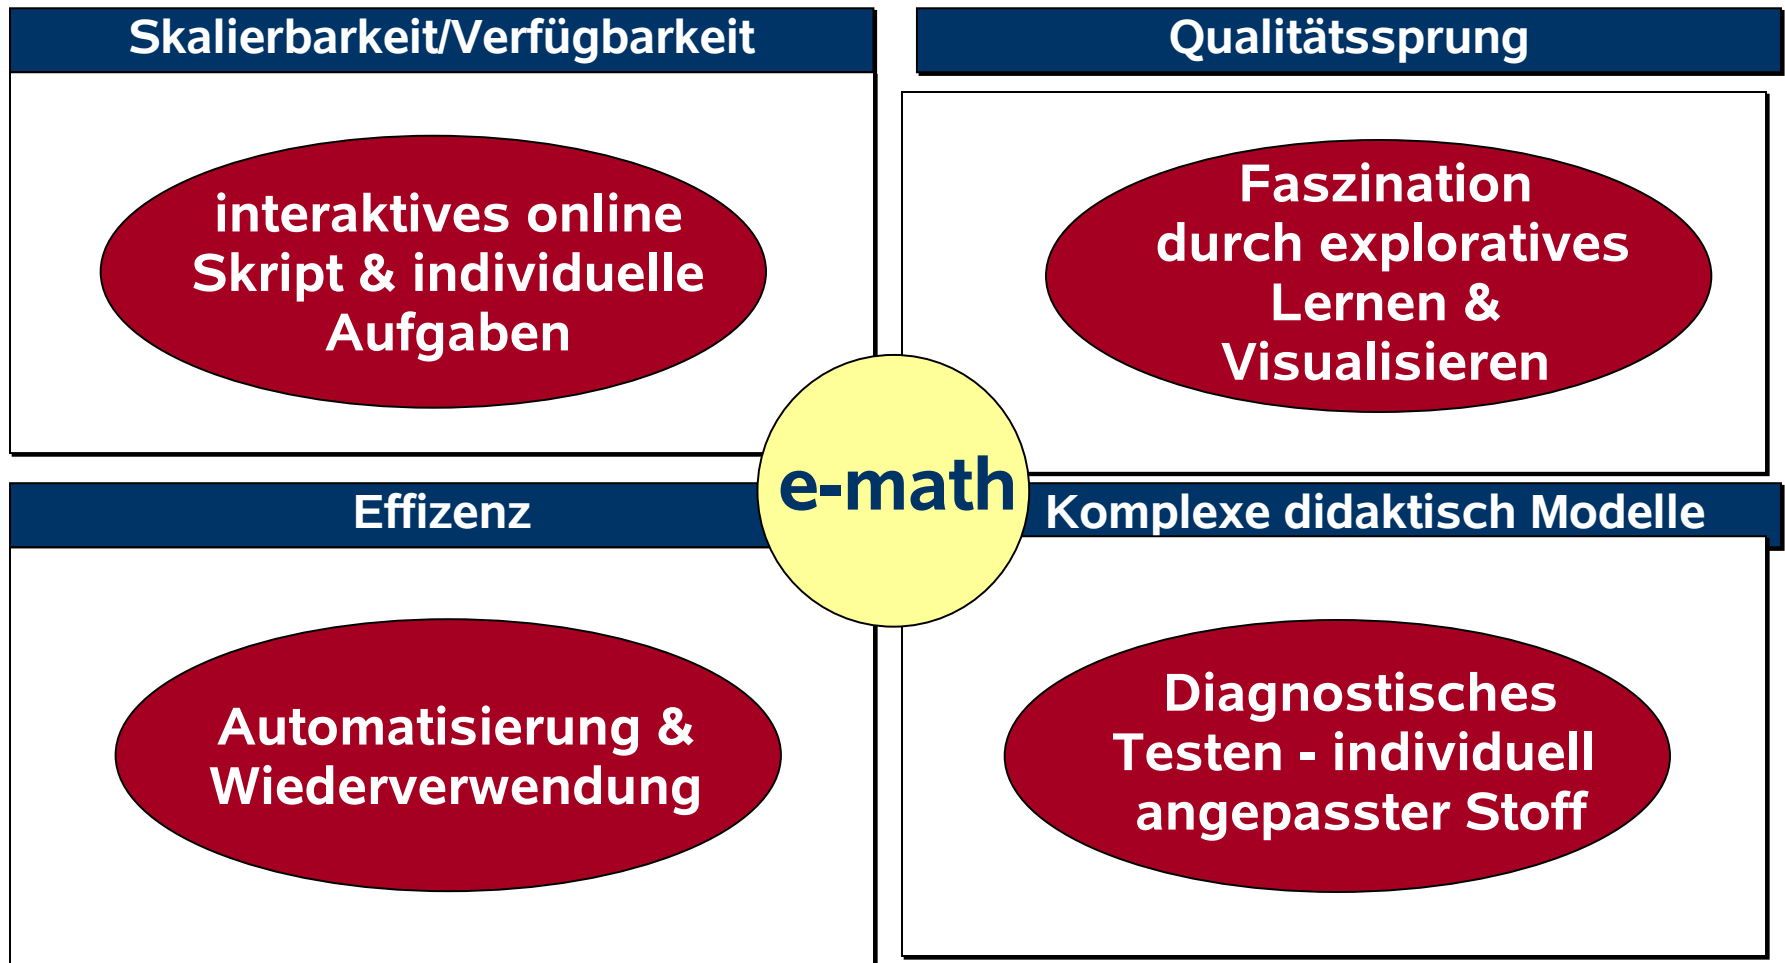 Skalierbarkeit/Verfügbarkeit
interaktives online
Skript & individuelle
Aufgaben
Qualitätssprung
Faszination
durch exploratives
Lernen &
Visualisieren
e-math
Effizenz
Automatisierung &
Wiederverwendung
Komplexe didaktisch Modelle
Diagnostisches
Testen - individuell
angepasster Stoff